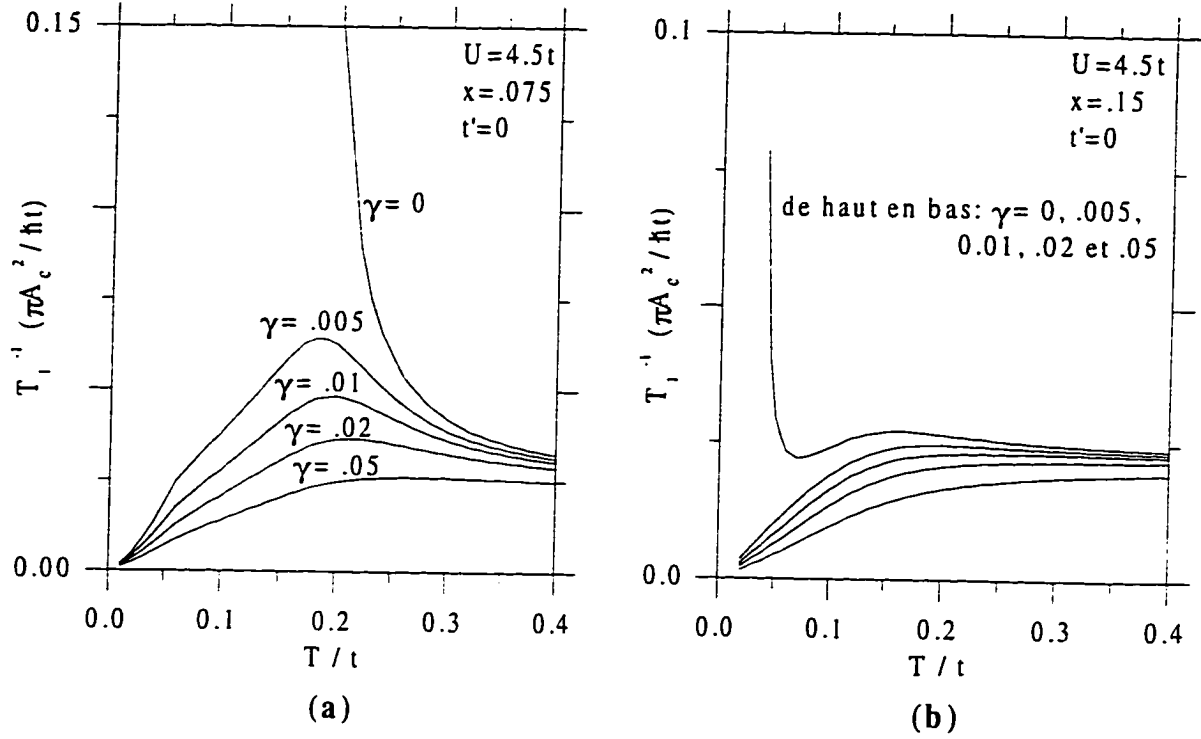 0.15
U=4.5t
x=.075
t'=0
γ= 0
γ= .005
γ= .01
γ= .02
γ= .05
0.00
0.0 0.1 0.2 0.3 0.4
T / t
T₁⁻¹ (πA_c²/ħt)
(a)
0.1
U=4.5t
x=.15
t'=0
de haut en bas: γ= 0, .005,
0.01, .02 et .05
0.0
0.0 0.1 0.2 0.3 0.4
T / t
T₁⁻¹ (πA_c²/ħt)
(b)